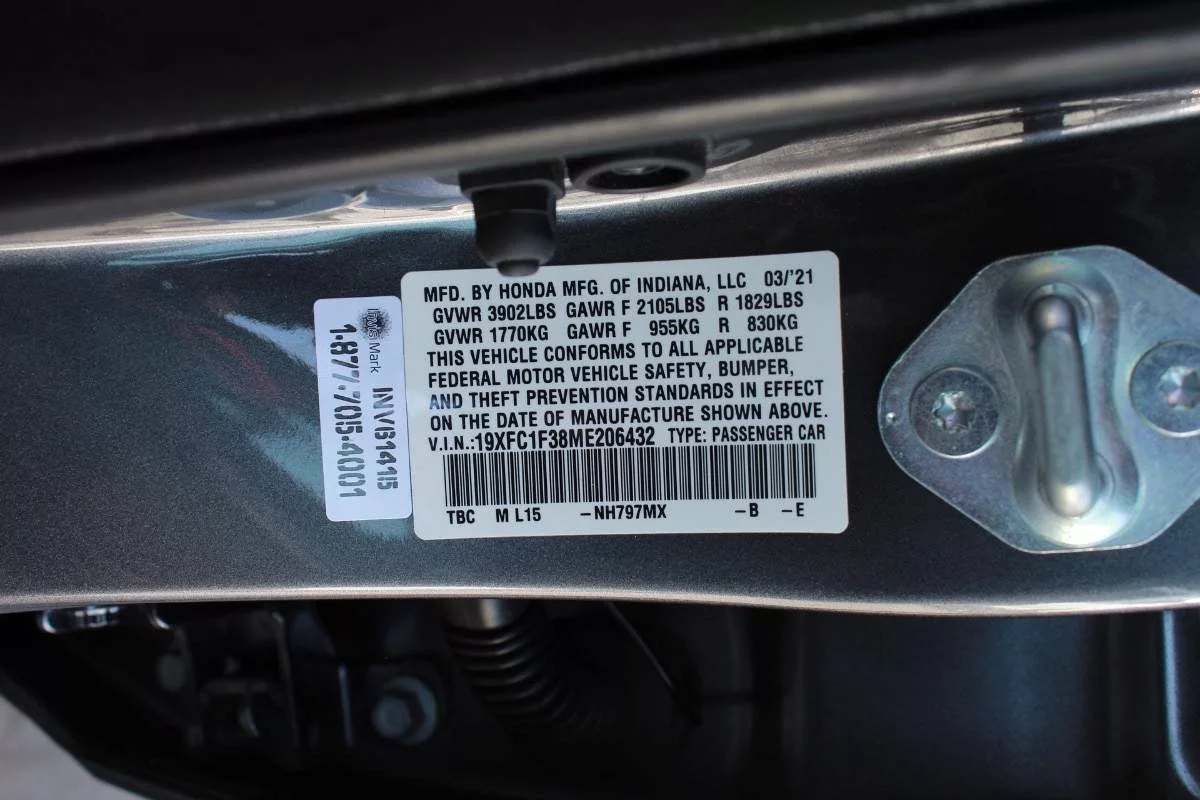 MFD. BY HONDA MFG. OF INDIANA, LLC 03/'21
GVWR 3902LBS GAWR F 2105LBS R 1829LBS
GVWR 1770KG GAWR F 955KG R 830KG
THIS VEHICLE CONFORMS TO ALL APPLICABLE
FEDERAL MOTOR VEHICLE SAFETY, BUMPER,
AND THEFT PREVENTION STANDARDS IN EFFECT
ON THE DATE OF MANUFACTURE SHOWN ABOVE.
V.I.N.:19XFC1F38ME206432 TYPE: PASSENGER CAR
TBC M L15 -NH797MX -B -E
Mark INV61415
1.877.705.4001